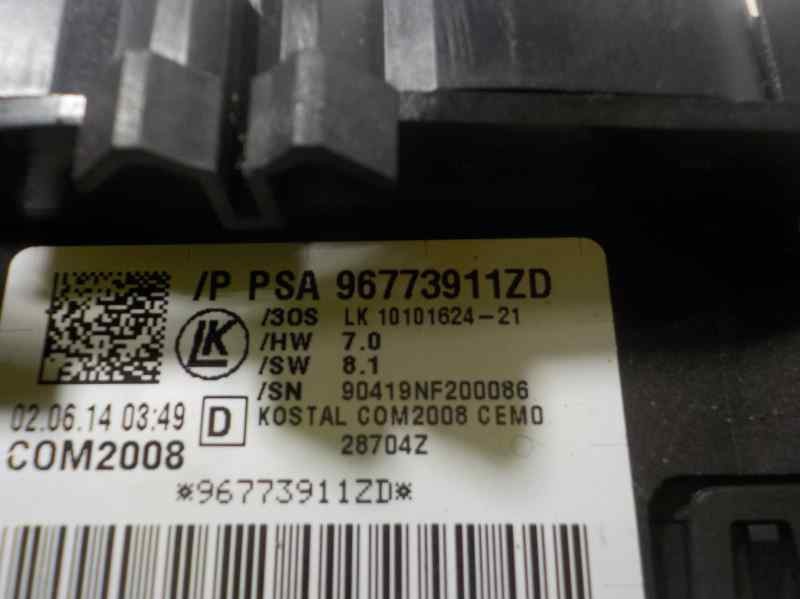 /P PSA 96773911ZD
/3OS LK 10101624-21
LK
/HW 7.0
/SW 8.1
/SN 90419NF200086
02.06.14 03:49 D KOSTAL COM2008 CEMO
COM2008 28704Z
*96773911ZD*